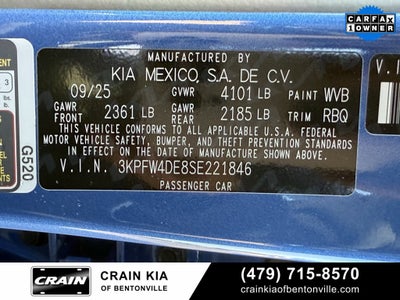 CARFAX
1 OWNER
MANUFACTURED BY
KIA MEXICO, S.A. DE C.V.
09/25 GVWR 4101 LB PAINT WVB
GAWR FRONT 2361 LB GAWR REAR 2185 LB TRIM RBQ
THIS VEHICLE CONFORMS TO ALL APPLICABLE U.S.A. FEDERAL
MOTOR VEHICLE SAFETY, BUMPER, AND THEFT PREVENTION STANDARDS
IN EFFECT ON THE DATE OF MANUFACTURE SHOWN ABOVE.
V.I.N. 3KPFW4DE8SE221846
PASSENGER CAR
V.I
3
lbs.
lb.
G520
CRAIN
CRAIN KIA
OF BENTONVILLE
(479) 715-8570
crainkiaofbentonville.com